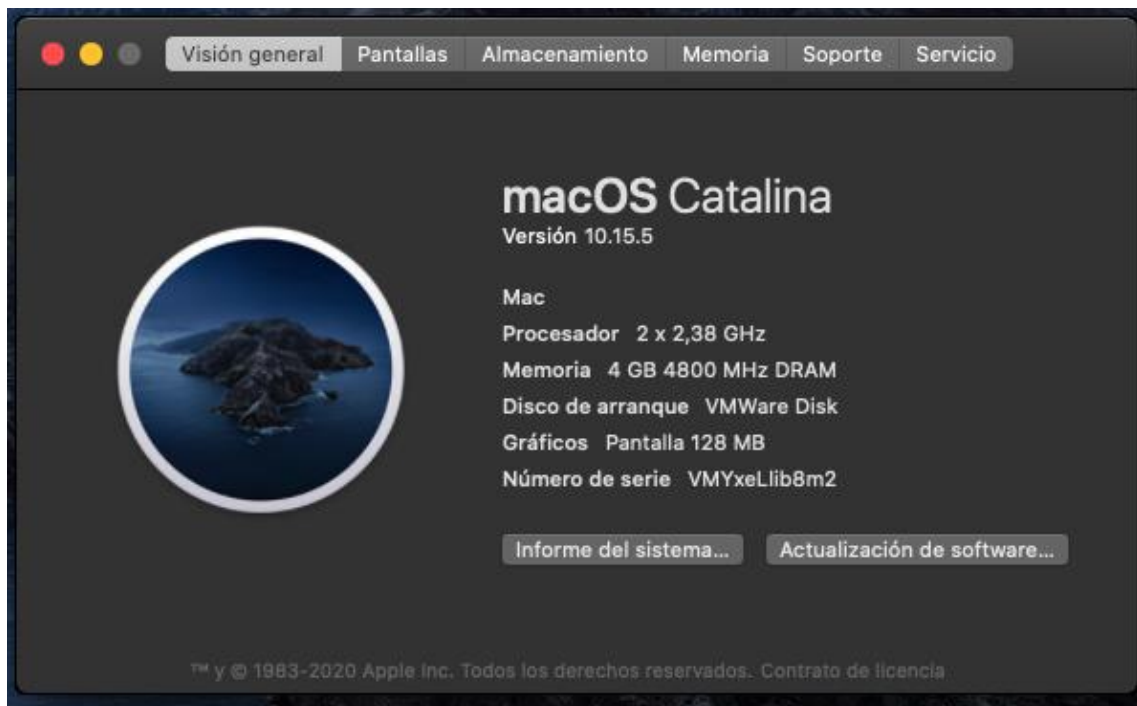 Visión general Pantallas Almacenamiento Memoria Soporte Servicio
macOS Catalina
Versión 10.15.5
Mac
Procesador 2 x 2,38 GHz
Memoria 4 GB 4800 MHz DRAM
Disco de arranque VMWare Disk
Gráficos Pantalla 128 MB
Número de serie VMYxeLlib8m2
Informe del sistema... Actualización de software...
™ y © 1983-2020 Apple Inc. Todos los derechos reservados. Contrato de licencia